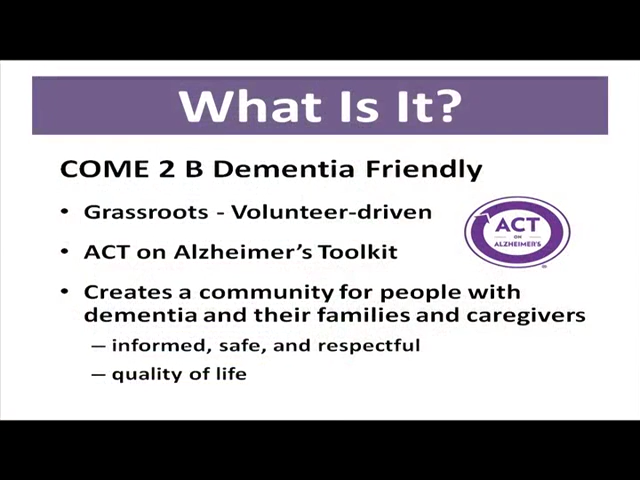 What Is It?
COME 2 B Dementia Friendly
• Grassroots - Volunteer-driven
ACT
ON
ALZHEIMER'S
• ACT on Alzheimer's Toolkit
• Creates a community for people with
dementia and their families and caregivers
– informed, safe, and respectful
– quality of life